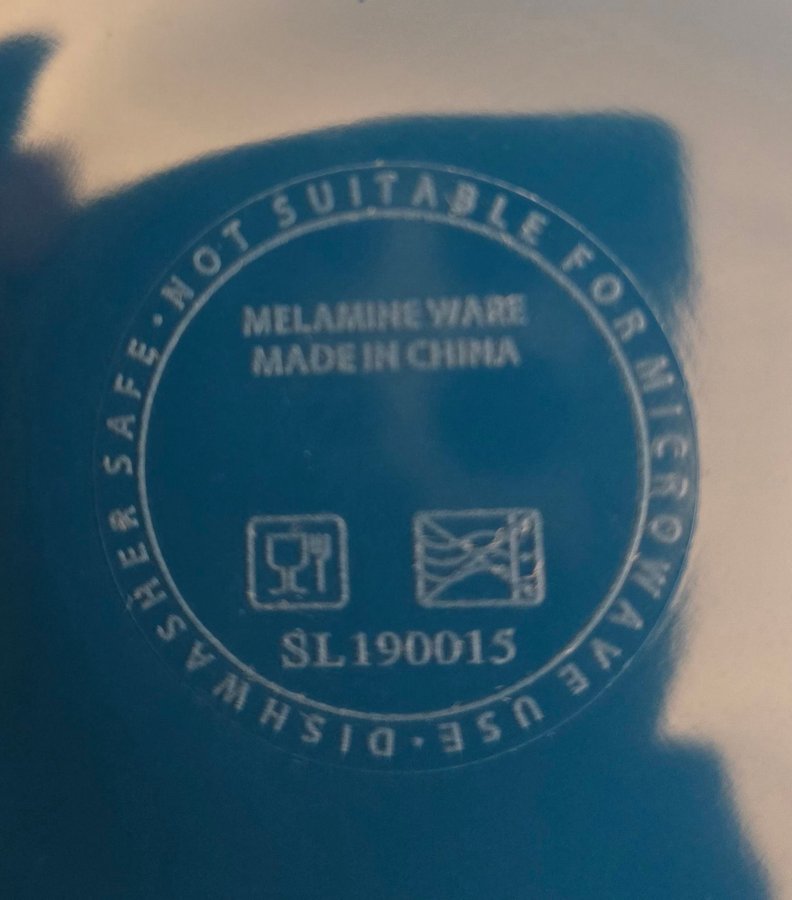 NOT SUITABLE FOR MICROWAVE USE · DISHWASHER SAFE ·
MELAMINE WARE
MADE IN CHINA
SL190015